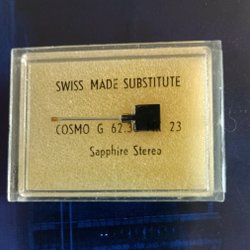 SWISS MADE SUBSTITUTE
COSMO G 62.30 23
Sapphire Stereo